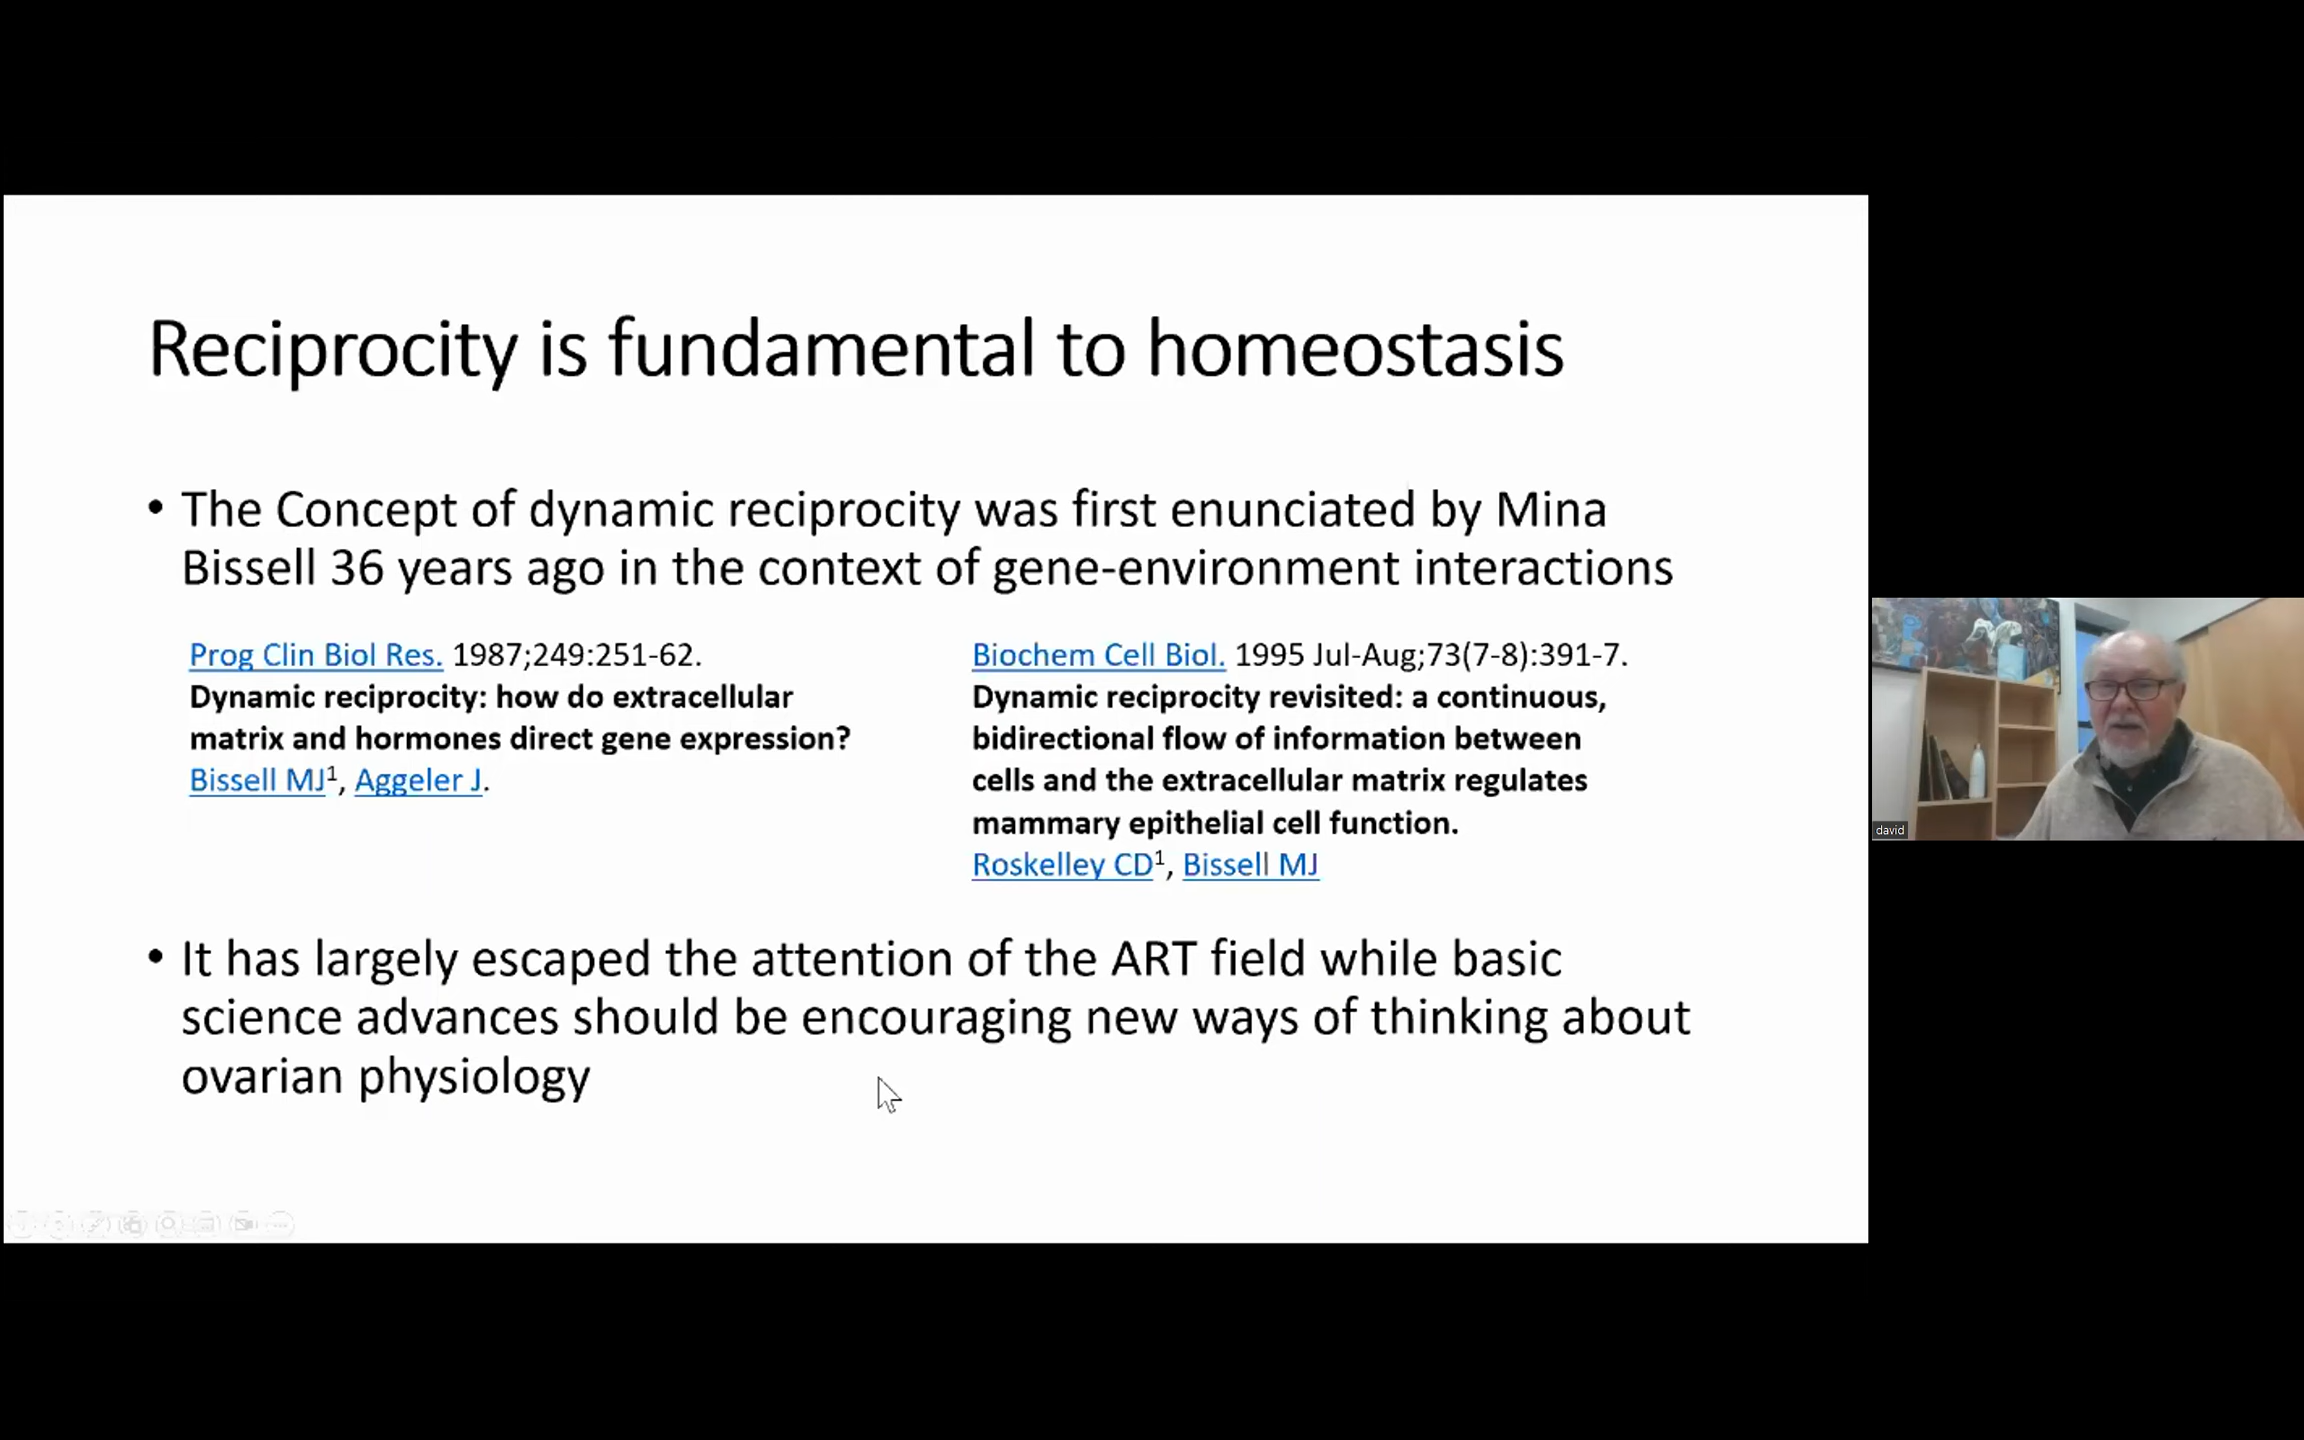 Reciprocity is fundamental to homeostasis
• The Concept of dynamic reciprocity was first enunciated by Mina
Bissell 36 years ago in the context of gene-environment interactions
Prog Clin Biol Res. 1987;249:251-62.
Dynamic reciprocity: how do extracellular
matrix and hormones direct gene expression?
Bissell MJ¹, Aggeler J.
Biochem Cell Biol. 1995 Jul-Aug;73(7-8):391-7.
Dynamic reciprocity revisited: a continuous,
bidirectional flow of information between
cells and the extracellular matrix regulates
mammary epithelial cell function.
Roskelley CD¹, Bissell MJ
• It has largely escaped the attention of the ART field while basic
science advances should be encouraging new ways of thinking about
ovarian physiology
david